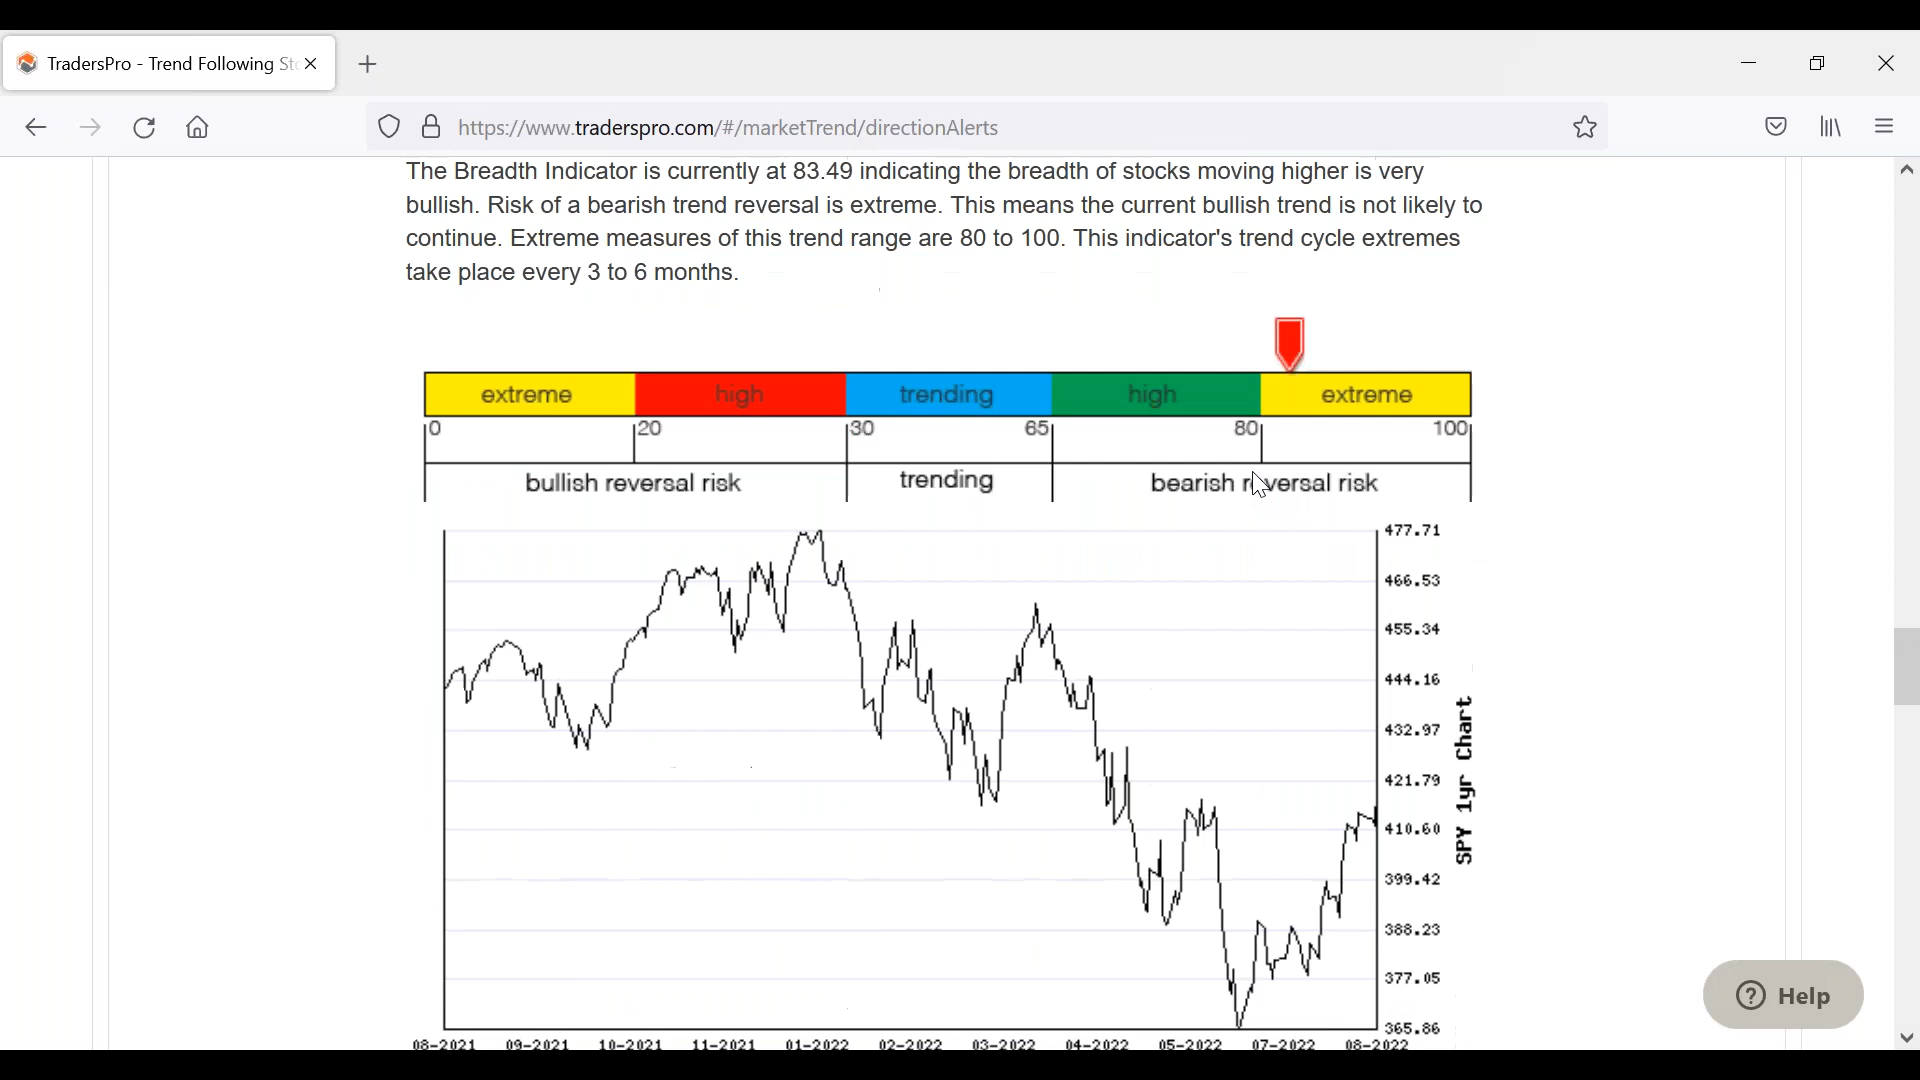 TradersPro - Trend Following Sto
https://www.traderspro.com/#/marketTrend/directionAlerts
The Breadth Indicator is currently at 83.49 indicating the breadth of stocks moving higher is very
bullish. Risk of a bearish trend reversal is extreme. This means the current bullish trend is not likely to
continue. Extreme measures of this trend range are 80 to 100. This indicator's trend cycle extremes
take place every 3 to 6 months.
extreme high trending high extreme
0 20 30 65 80 100
bullish reversal risk trending bearish reversal risk
477.71
466.53
455.34
444.16
432.97
421.79
410.60
399.42
388.23
377.05
365.86
SPY 1yr Chart
08-2021 09-2021 10-2021 11-2021 01-2022 02-2022 03-2022 04-2022 05-2022 07-2022 08-2022
? Help